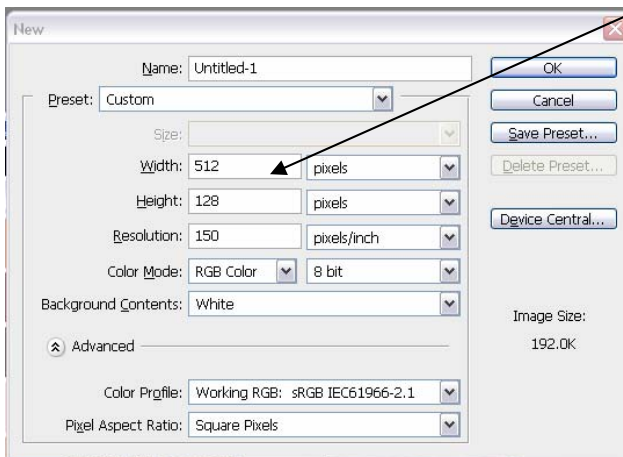 New
Name: Untitled-1
OK
Preset: Custom
Cancel
Size:
Save Preset...
Width: 512 pixels
Delete Preset...
Height: 128 pixels
Device Central...
Resolution: 150 pixels/inch
Color Mode: RGB Color 8 bit
Background Contents: White
Image Size:
192.0K
Advanced
Color Profile: Working RGB: sRGB IEC61966-2.1
Pixel Aspect Ratio: Square Pixels